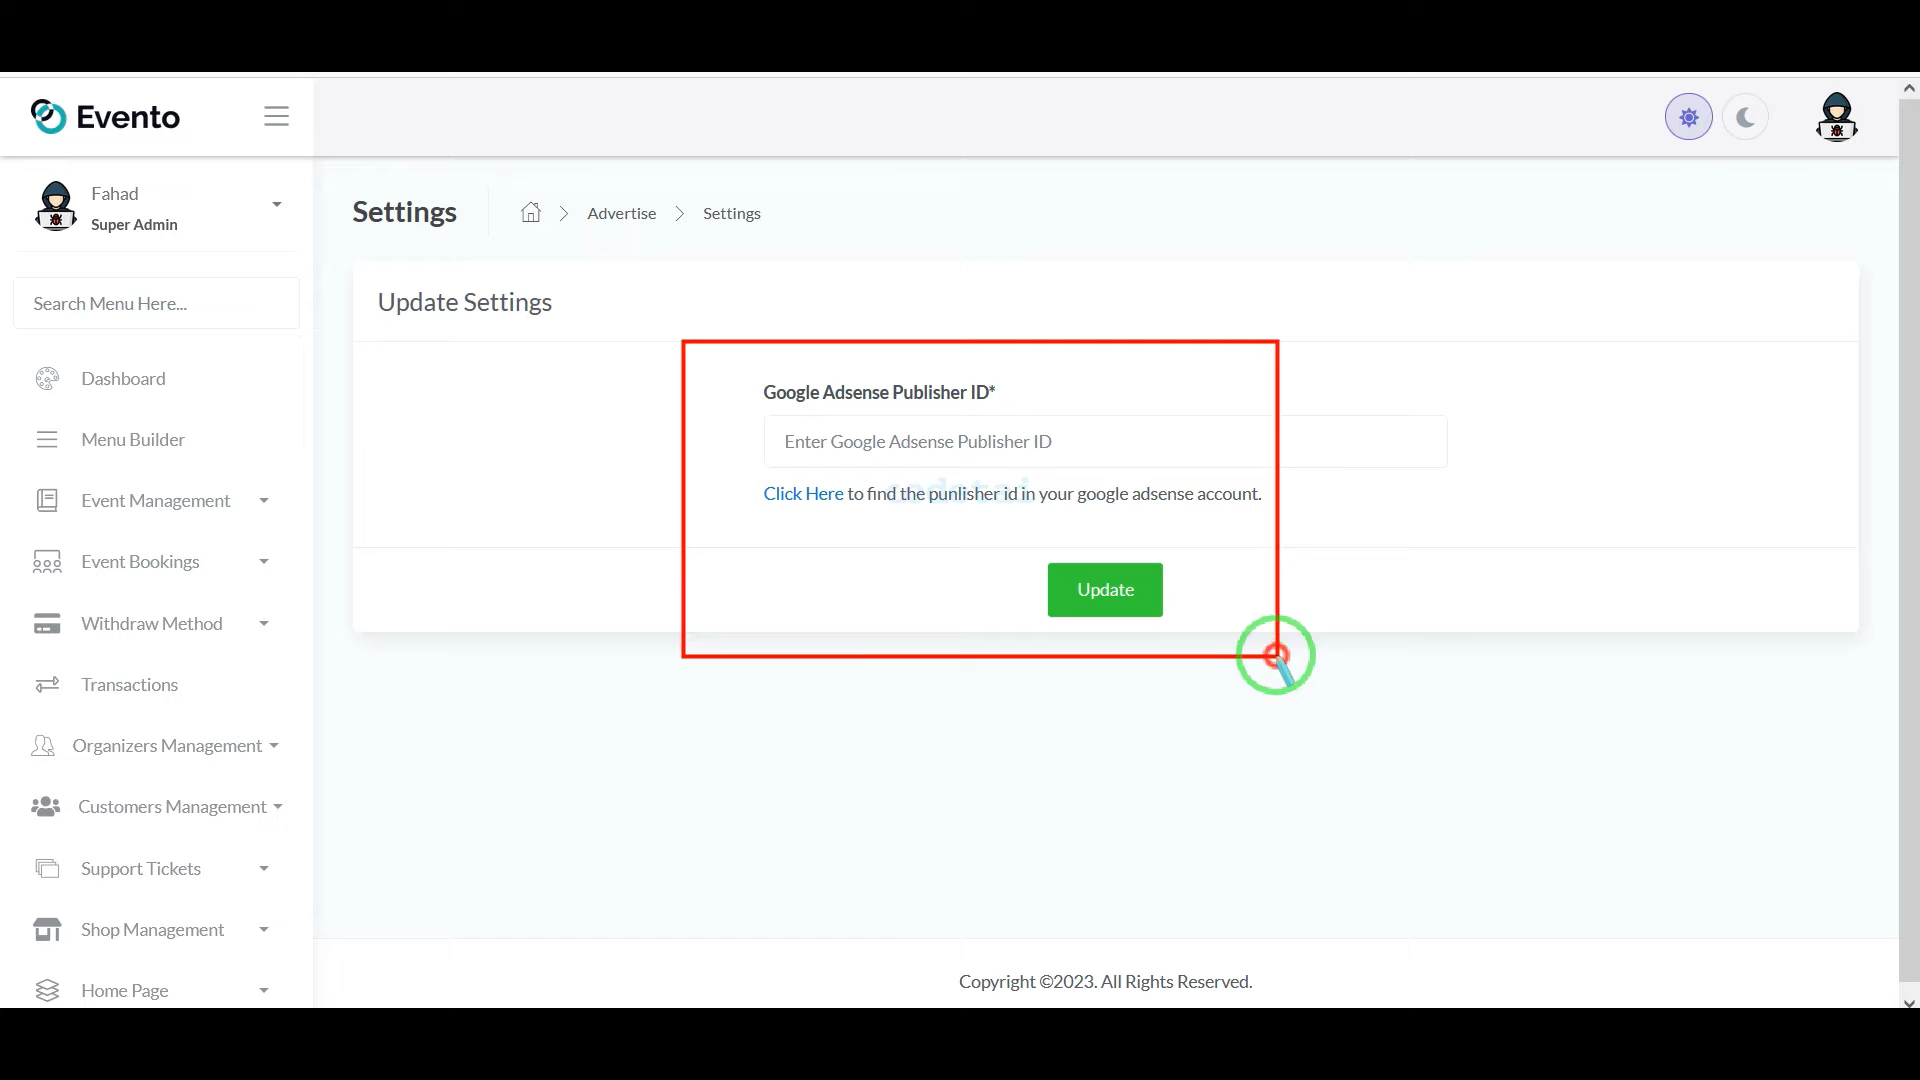 Evento
Fahad
Super Admin
Search Menu Here...
Dashboard
Menu Builder
Event Management
Event Bookings
Withdraw Method
Transactions
Organizers Management
Customers Management
Support Tickets
Shop Management
Home Page
Settings
Advertise
Settings
Update Settings
Google Adsense Publisher ID*
Enter Google Adsense Publisher ID
Click Here to find the punlisher id in your google adsense account.
Update
Copyright ©2023. All Rights Reserved.